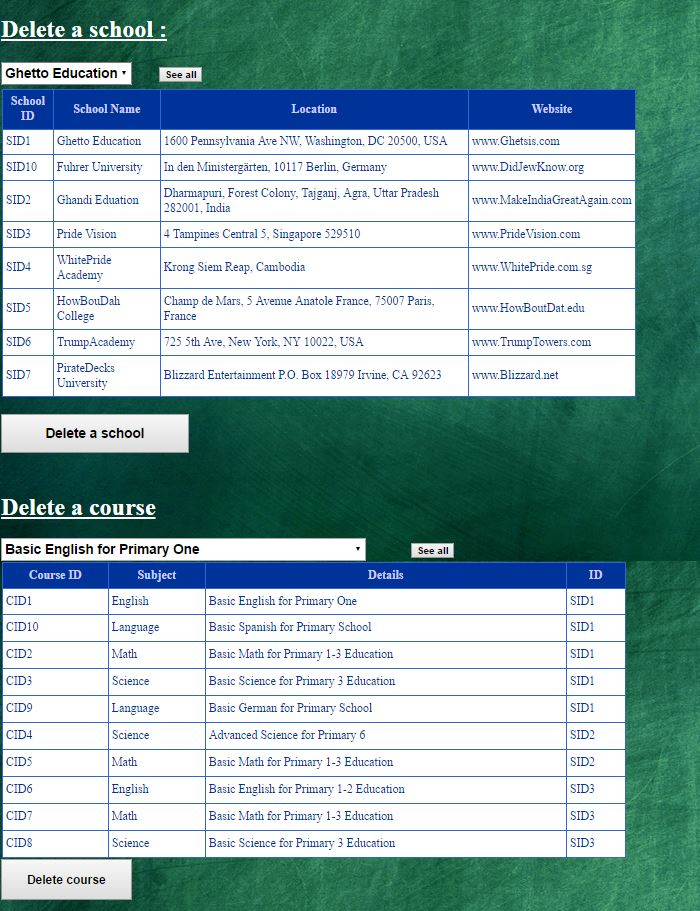 Delete a school :
Ghetto Education
See all
School ID School Name Location Website
SID1 Ghetto Education 1600 Pennsylvania Ave NW, Washington, DC 20500, USA www.Ghetsis.com
SID10 Fuhrer University In den Ministergärten, 10117 Berlin, Germany www.DidJewKnow.org
SID2 Ghandi Eduation Dharmapuri, Forest Colony, Tajganj, Agra, Uttar Pradesh 282001, India www.MakeIndiaGreatAgain.com
SID3 Pride Vision 4 Tampines Central 5, Singapore 529510 www.PrideVision.com
SID4 WhitePride Academy Krong Siem Reap, Cambodia www.WhitePride.com.sg
SID5 HowBouDah College Champ de Mars, 5 Avenue Anatole France, 75007 Paris, France www.HowBoutDat.edu
SID6 TrumpAcademy 725 5th Ave, New York, NY 10022, USA www.TrumpTowers.com
SID7 PirateDecks University Blizzard Entertainment P.O. Box 18979 Irvine, CA 92623 www.Blizzard.net
Delete a school
Delete a course
Basic English for Primary One
See all
Course ID Subject Details ID
CID1 English Basic English for Primary One SID1
CID10 Language Basic Spanish for Primary School SID1
CID2 Math Basic Math for Primary 1-3 Education SID1
CID3 Science Basic Science for Primary 3 Education SID1
CID9 Language Basic German for Primary School SID1
CID4 Science Advanced Science for Primary 6 SID2
CID5 Math Basic Math for Primary 1-3 Education SID2
CID6 English Basic English for Primary 1-2 Education SID3
CID7 Math Basic Math for Primary 1-3 Education SID3
CID8 Science Basic Science for Primary 3 Education SID3
Delete course